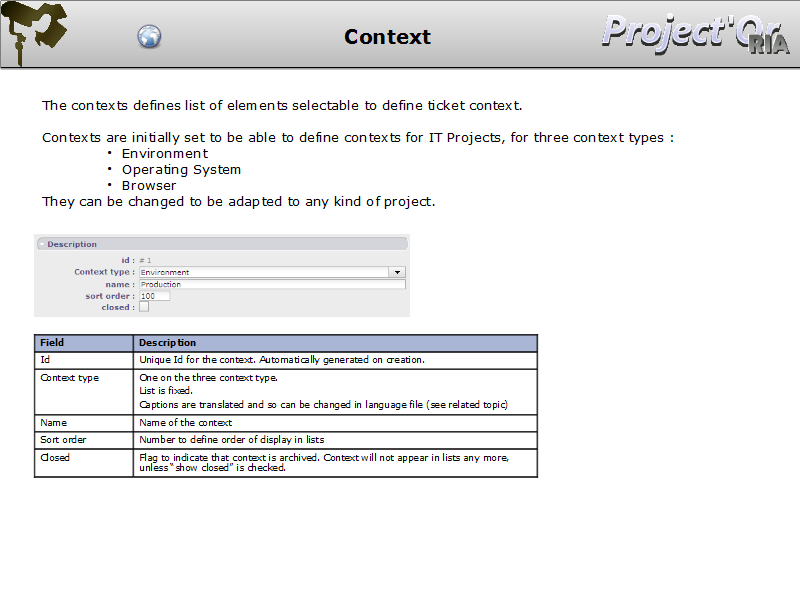 Context
Project'Or
RIA
The contexts defines list of elements selectable to define ticket context.
Contexts are initially set to be able to define contexts for IT Projects, for three context types :
• Environment
• Operating System
• Browser
They can be changed to be adapted to any kind of project.
Description
id : # 1
Context type : Environment
name : Production
sort order : 100
closed :
Field Description
Id Unique Id for the context. Automatically generated on creation.
Context type One on the three context type.
List is fixed.
Captions are translated and so can be changed in language file (see related topic)
Name Name of the context
Sort order Number to define order of display in lists
Closed Flag to indicate that context is archived. Context will not appear in lists any more,
unless “show closed” is checked.